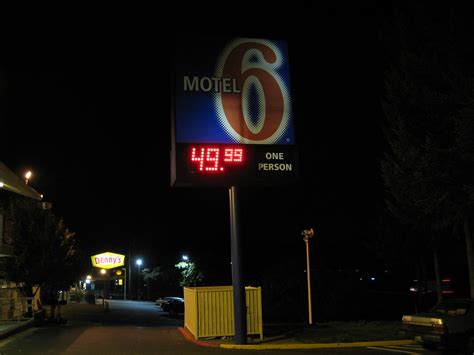 MOTEL 6
49.99
ONE
PERSON
Denny's